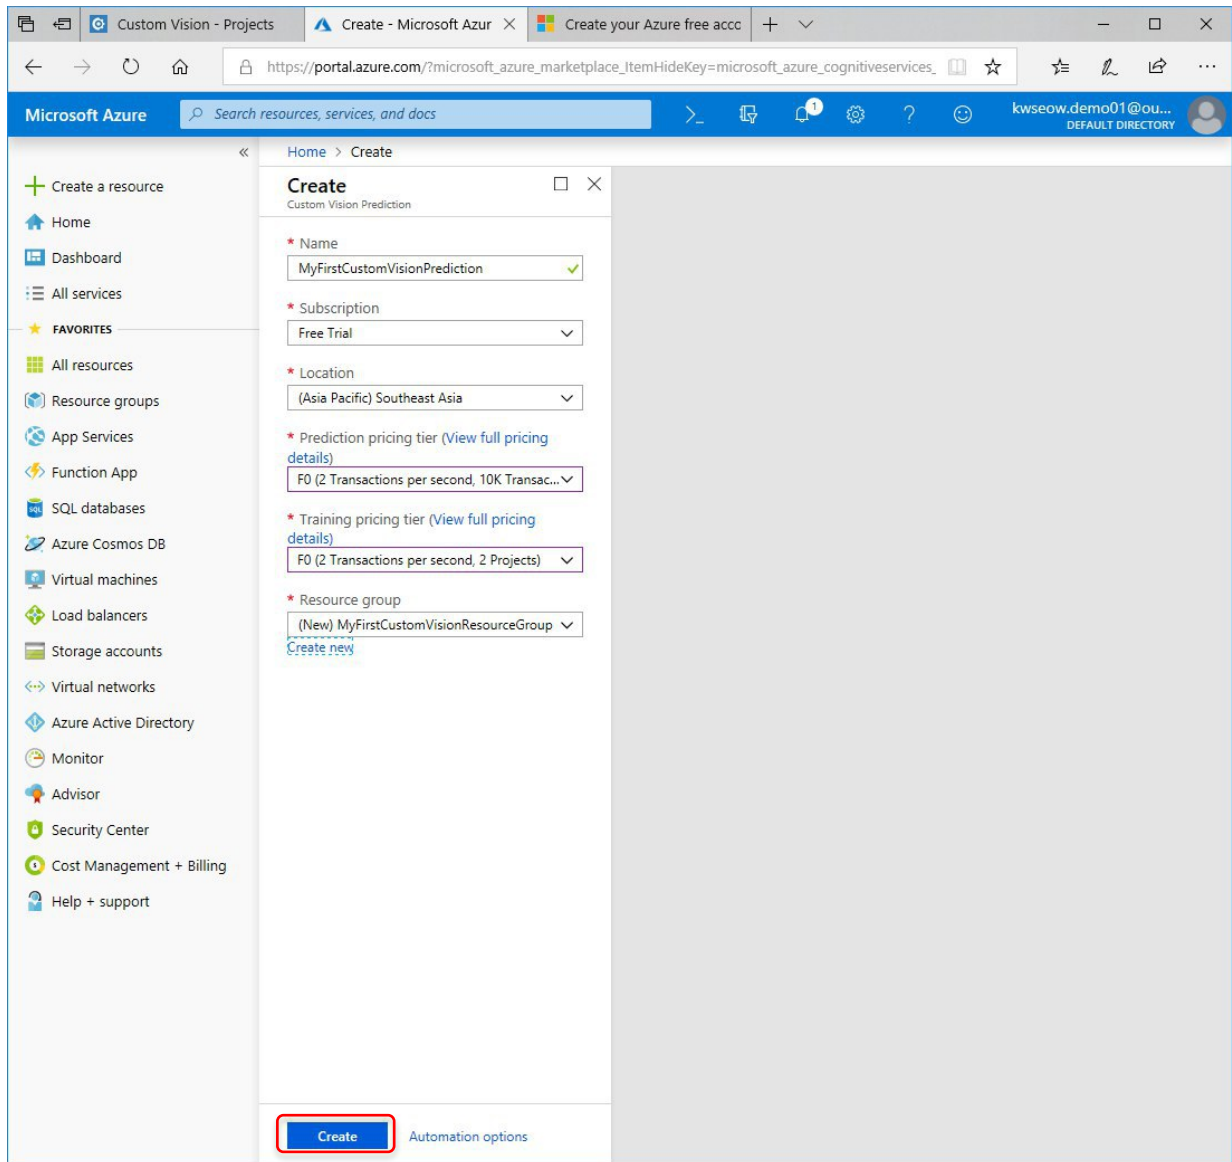 Custom Vision - Projects
Create - Microsoft Azur
Create your Azure free acco
https://portal.azure.com/?microsoft_azure_marketplace_ItemHideKey=microsoft_azure_cognitiveservices_
Microsoft Azure
Search resources, services, and docs
1
kwseow.demo01@ou...
DEFAULT DIRECTORY
Home > Create
Create a resource
Home
Dashboard
All services
FAVORITES
All resources
Resource groups
App Services
Function App
SQL databases
Azure Cosmos DB
Virtual machines
Load balancers
Storage accounts
Virtual networks
Azure Active Directory
Monitor
Advisor
Security Center
Cost Management + Billing
Help + support
Create
Custom Vision Prediction
* Name
MyFirstCustomVisionPrediction
* Subscription
Free Trial
* Location
(Asia Pacific) Southeast Asia
* Prediction pricing tier (View full pricing
details)
F0 (2 Transactions per second, 10K Transac...
* Training pricing tier (View full pricing
details)
F0 (2 Transactions per second, 2 Projects)
* Resource group
(New) MyFirstCustomVisionResourceGroup
Create new
Create
Automation options